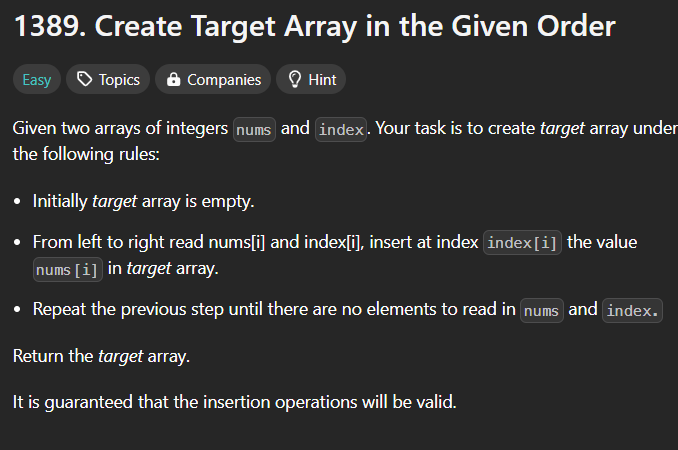 1389. Create Target Array in the Given Order
Easy Topics Companies Hint
Given two arrays of integers nums and index. Your task is to create target array under
the following rules:
• Initially target array is empty.
• From left to right read nums[i] and index[i], insert at index index[i] the value
nums[i] in target array.
• Repeat the previous step until there are no elements to read in nums and index.
Return the target array.
It is guaranteed that the insertion operations will be valid.